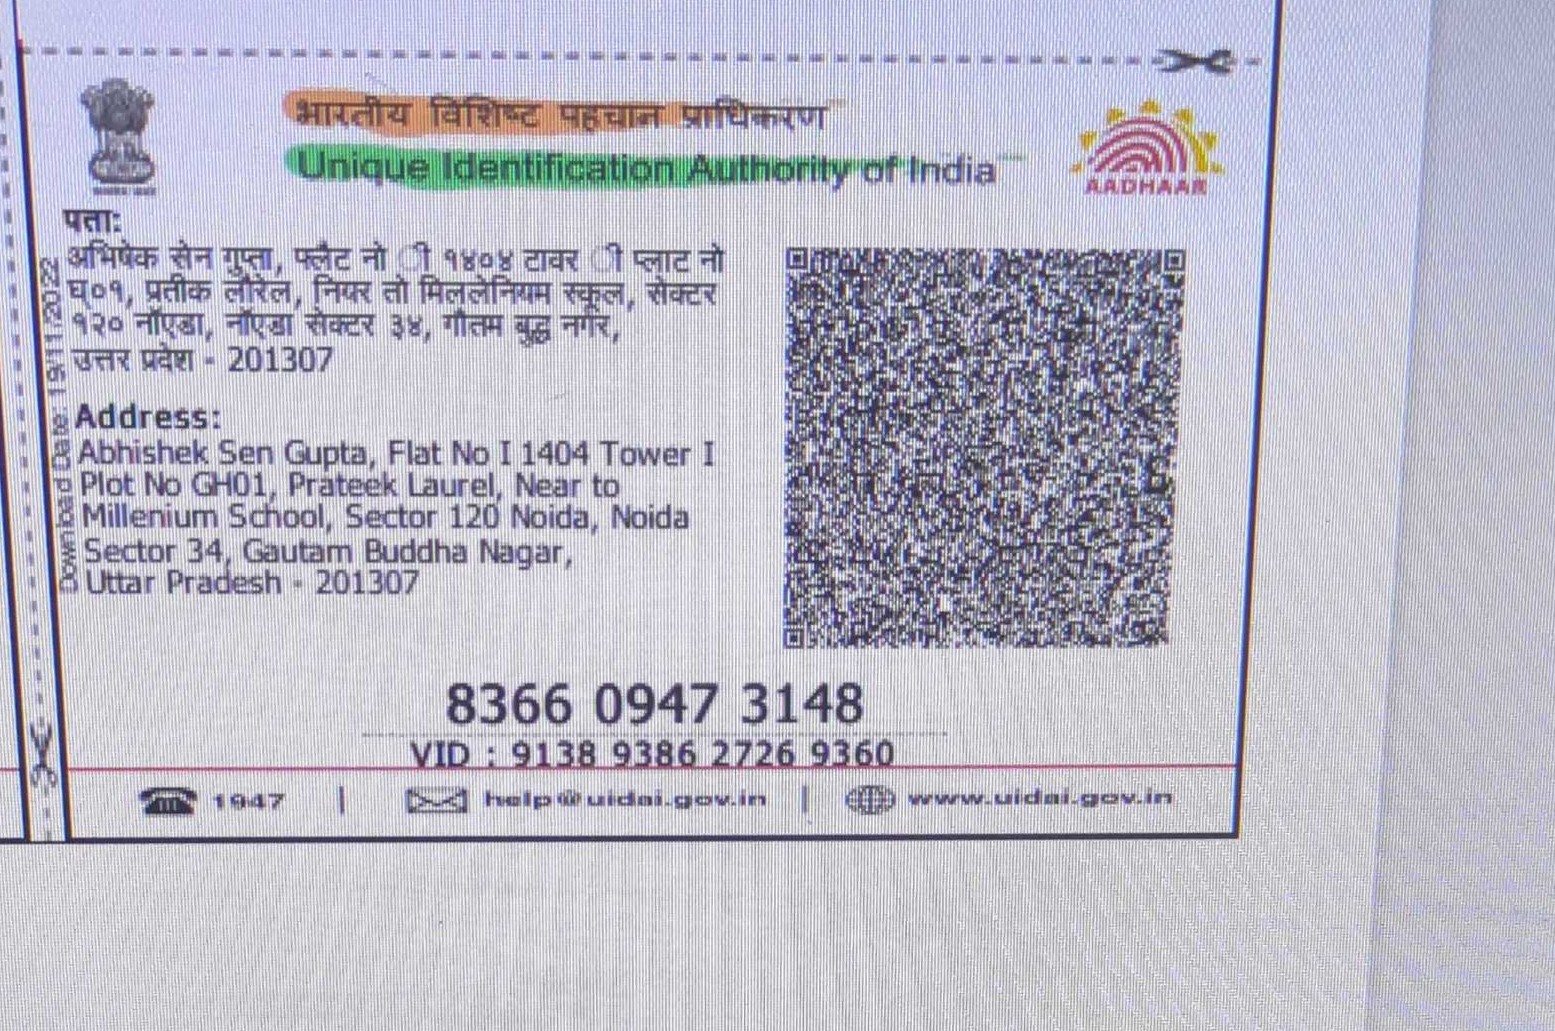 भारतीय विशिष्ट पहचान प्राधिकरण
Unique Identification Authority of India
AADHAAR
पता:
अभिषेक सेन गुप्ता, फ्लैट नो ी १४०४ टावर ी प्लाट नो
घ्०१, प्रतीक लौरेल, नियर तो मिललेनियम स्कूल, सेक्टर
१२० नॉएडा, नॉएडा सेक्टर ३४, गौतम बुद्ध नगर,
उत्तर प्रदेश - 201307
Address:
Abhishek Sen Gupta, Flat No I 1404 Tower I
Plot No GH01, Prateek Laurel, Near to
Millenium School, Sector 120 Noida, Noida
Sector 34, Gautam Buddha Nagar,
Uttar Pradesh - 201307
Download Date: 19/11/2022
8366 0947 3148
VID : 9138 9386 2726 9360
1947 | help@uidai.gov.in | www.uidai.gov.in